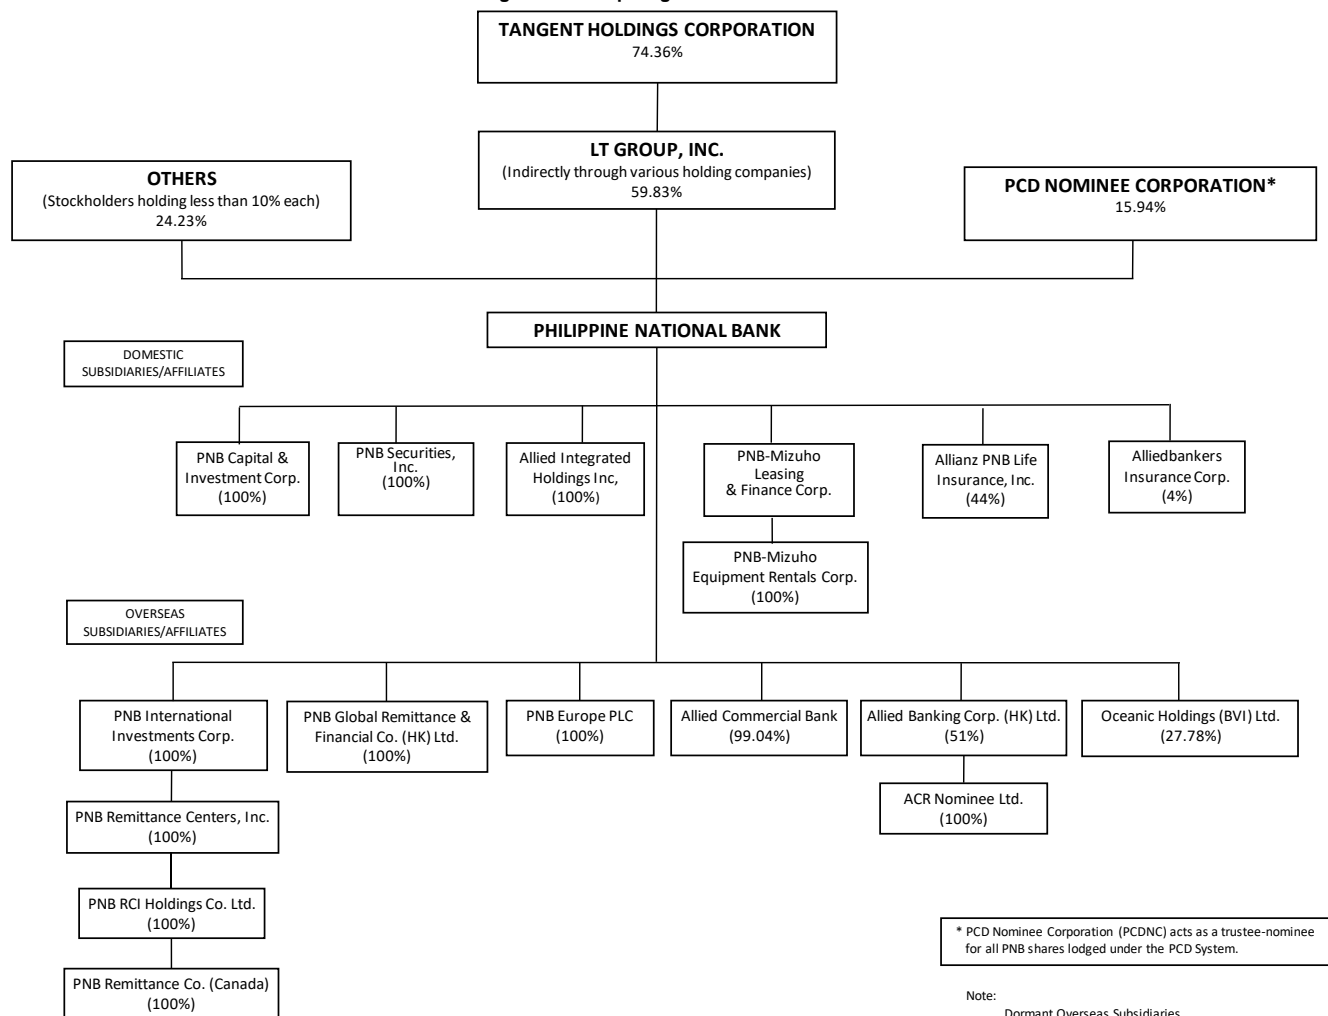 TANGENT HOLDINGS CORPORATION
74.36%
LT GROUP, INC.
(Indirectly through various holding companies)
59.83%
OTHERS
(Stockholders holding less than 10% each)
24.23%
PCD NOMINEE CORPORATION*
15.94%
PHILIPPINE NATIONAL BANK
DOMESTIC
SUBSIDIARIES/AFFILIATES
PNB Capital &
Investment Corp.
(100%)
PNB Securities,
Inc.
(100%)
Allied Integrated
Holdings Inc,
(100%)
PNB-Mizuho
Leasing
& Finance Corp.
Allianz PNB Life
Insurance, Inc.
(44%)
Alliedbankers
Insurance Corp.
(4%)
PNB-Mizuho
Equipment Rentals Corp.
(100%)
OVERSEAS
SUBSIDIARIES/AFFILIATES
PNB International
Investments Corp.
(100%)
PNB Global Remittance &
Financial Co. (HK) Ltd.
(100%)
PNB Europe PLC
(100%)
Allied Commercial Bank
(99.04%)
Allied Banking Corp. (HK) Ltd.
(51%)
Oceanic Holdings (BVI) Ltd.
(27.78%)
PNB Remittance Centers, Inc.
(100%)
ACR Nominee Ltd.
(100%)
PNB RCI Holdings Co. Ltd.
(100%)
PNB Remittance Co. (Canada)
(100%)
* PCD Nominee Corporation (PCDNC) acts as a trustee-nominee
for all PNB shares lodged under the PCD System.
Note:
Dormant Overseas Subsidiaries